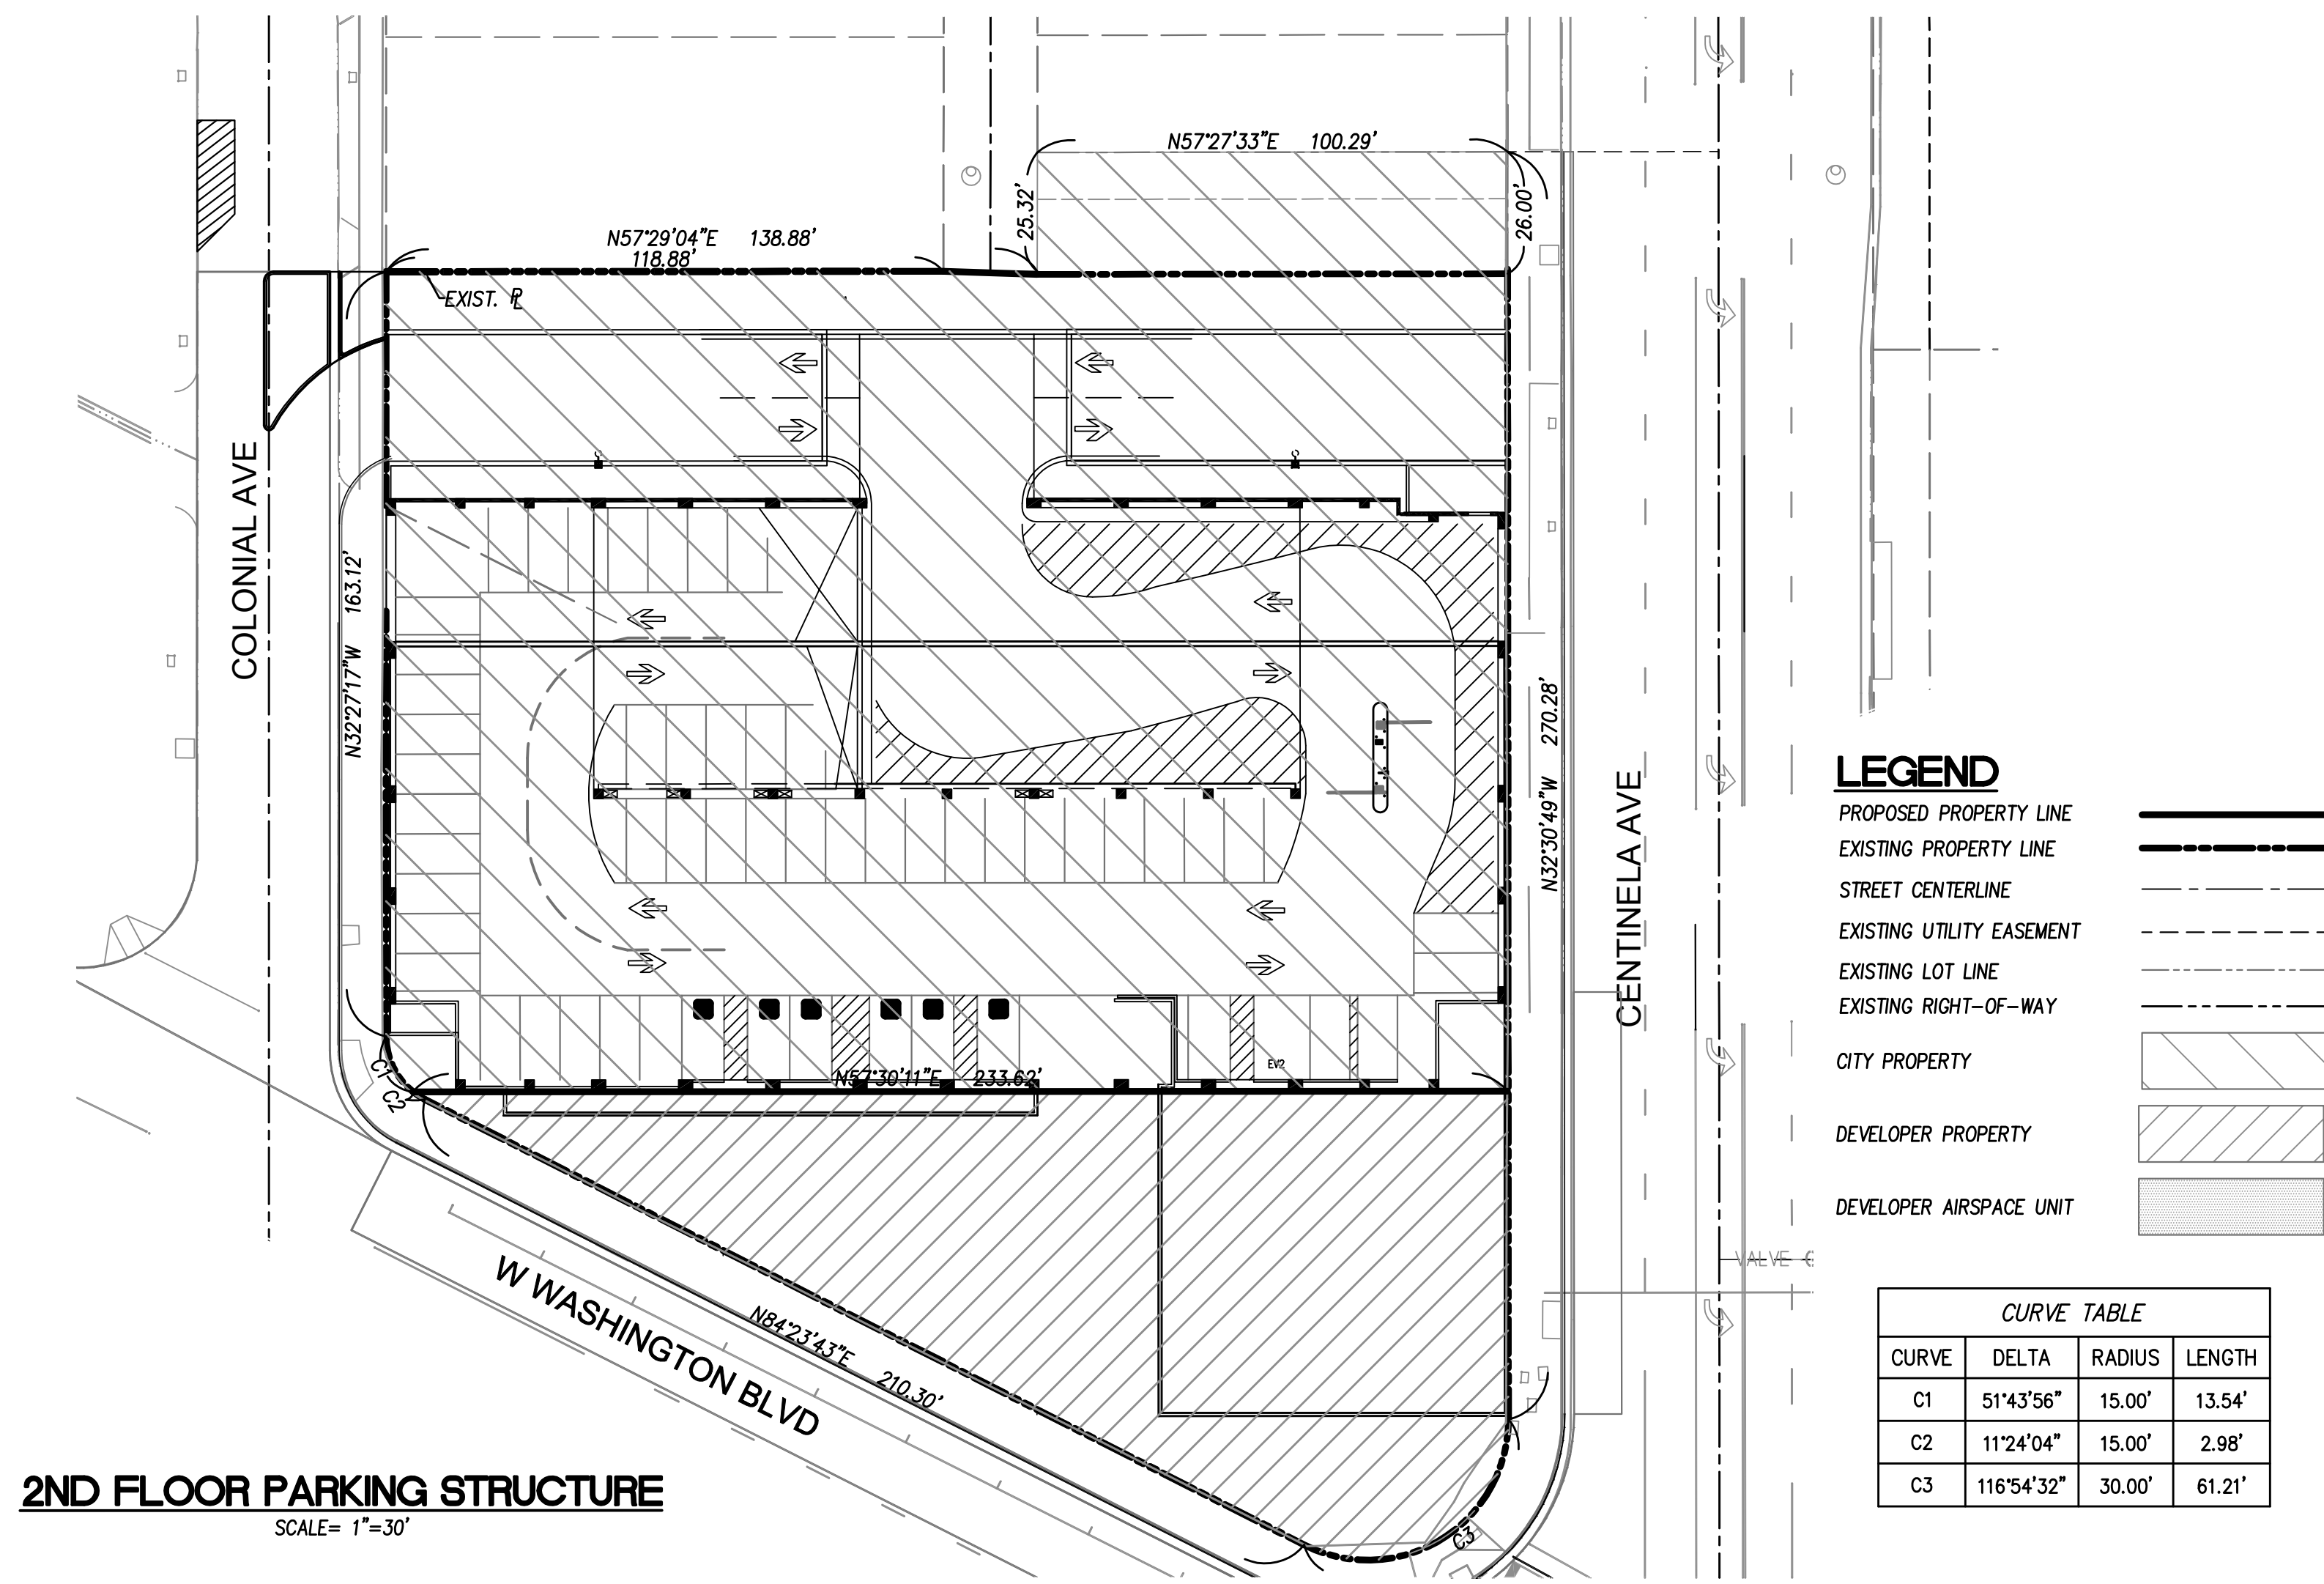 N57°27'33"E 100.29'
25.32'
26.00'
N57°29'04"E 138.88'
118.88'
EXIST. PL
COLONIAL AVE
N32°27'17"W 163.12'
N32°30'49"W 270.28'
CENTINELA AVE
EV2
N57°30'11"E 233.62'
C1
C2
W WASHINGTON BLVD
N84°23'43"E 210.30'
C3
VALVE
LEGEND
PROPOSED PROPERTY LINE
EXISTING PROPERTY LINE
STREET CENTERLINE
EXISTING UTILITY EASEMENT
EXISTING LOT LINE
EXISTING RIGHT-OF-WAY
CITY PROPERTY
DEVELOPER PROPERTY
DEVELOPER AIRSPACE UNIT
CURVE TABLE
CURVE DELTA RADIUS LENGTH
C1 51°43'56" 15.00' 13.54'
C2 11°24'04" 15.00' 2.98'
C3 116°54'32" 30.00' 61.21'
2ND FLOOR PARKING STRUCTURE
SCALE= 1"=30'